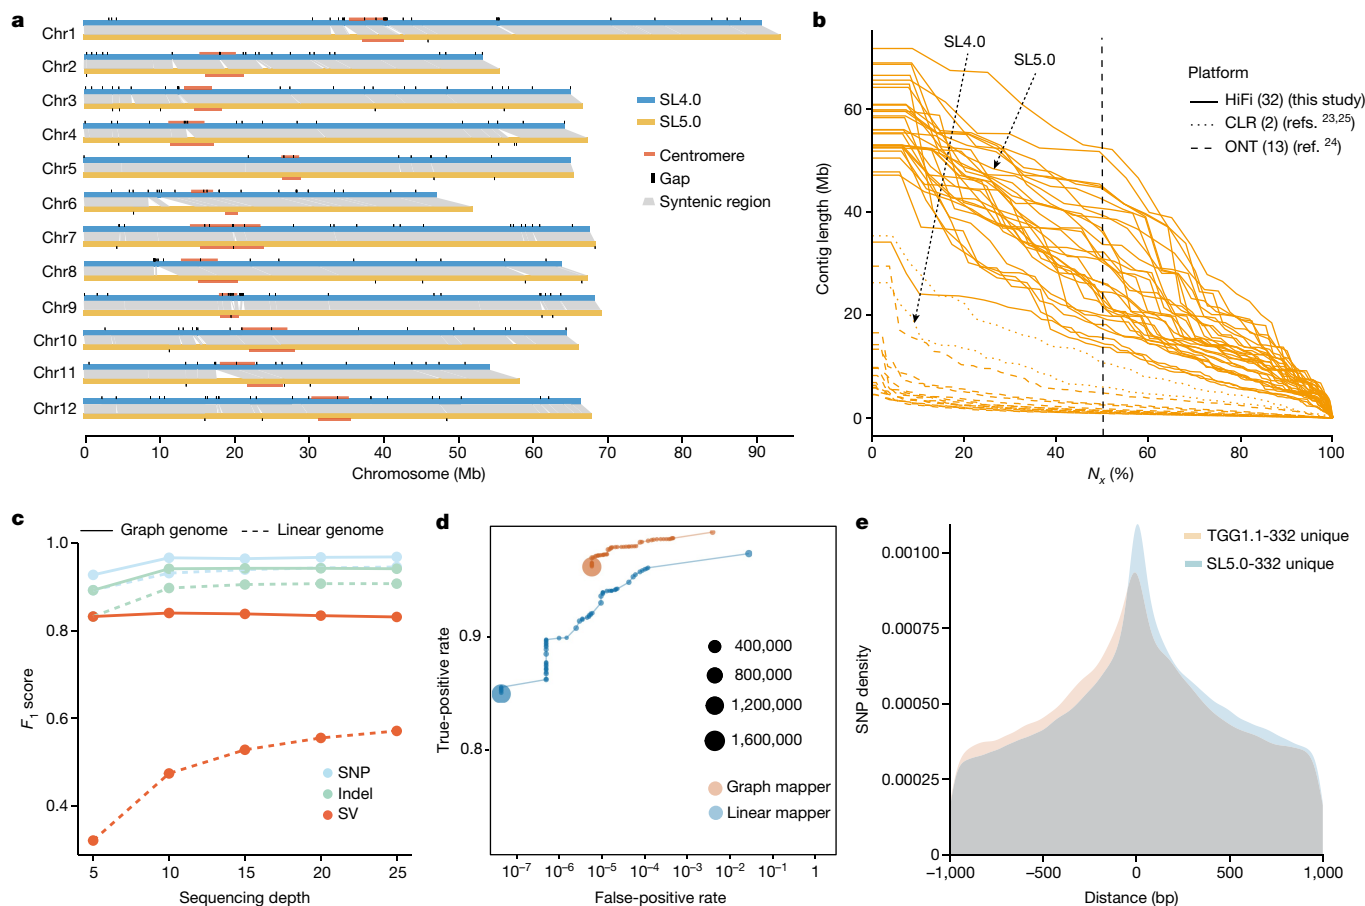 a
Chr1
Chr2
Chr3
Chr4
Chr5
Chr6
Chr7
Chr8
Chr9
Chr10
Chr11
Chr12
SL4.0
SL5.0
Centromere
Gap
Syntenic region
0 10 20 30 40 50 60 70 80 90
Chromosome (Mb)
b
SL4.0
SL5.0
Platform
HiFi (32) (this study)
CLR (2) (refs. 23,25)
ONT (13) (ref. 24)
Contig length (Mb)
60
40
20
0
0 20 40 60 80 100
Nx (%)
c
Graph genome Linear genome
F1 score
1.0
0.8
0.6
0.4
SNP
Indel
SV
5 10 15 20 25
Sequencing depth
d
True-positive rate
0.9
0.8
400,000
800,000
1,200,000
1,600,000
Graph mapper
Linear mapper
10−7 10−6 10−5 10−4 10−3 10−2 10−1 1
False-positive rate
e
TGG1.1-332 unique
SL5.0-332 unique
SNP density
0.00100
0.00075
0.00050
0.00025
0
−1,000 −500 0 500 1,000
Distance (bp)